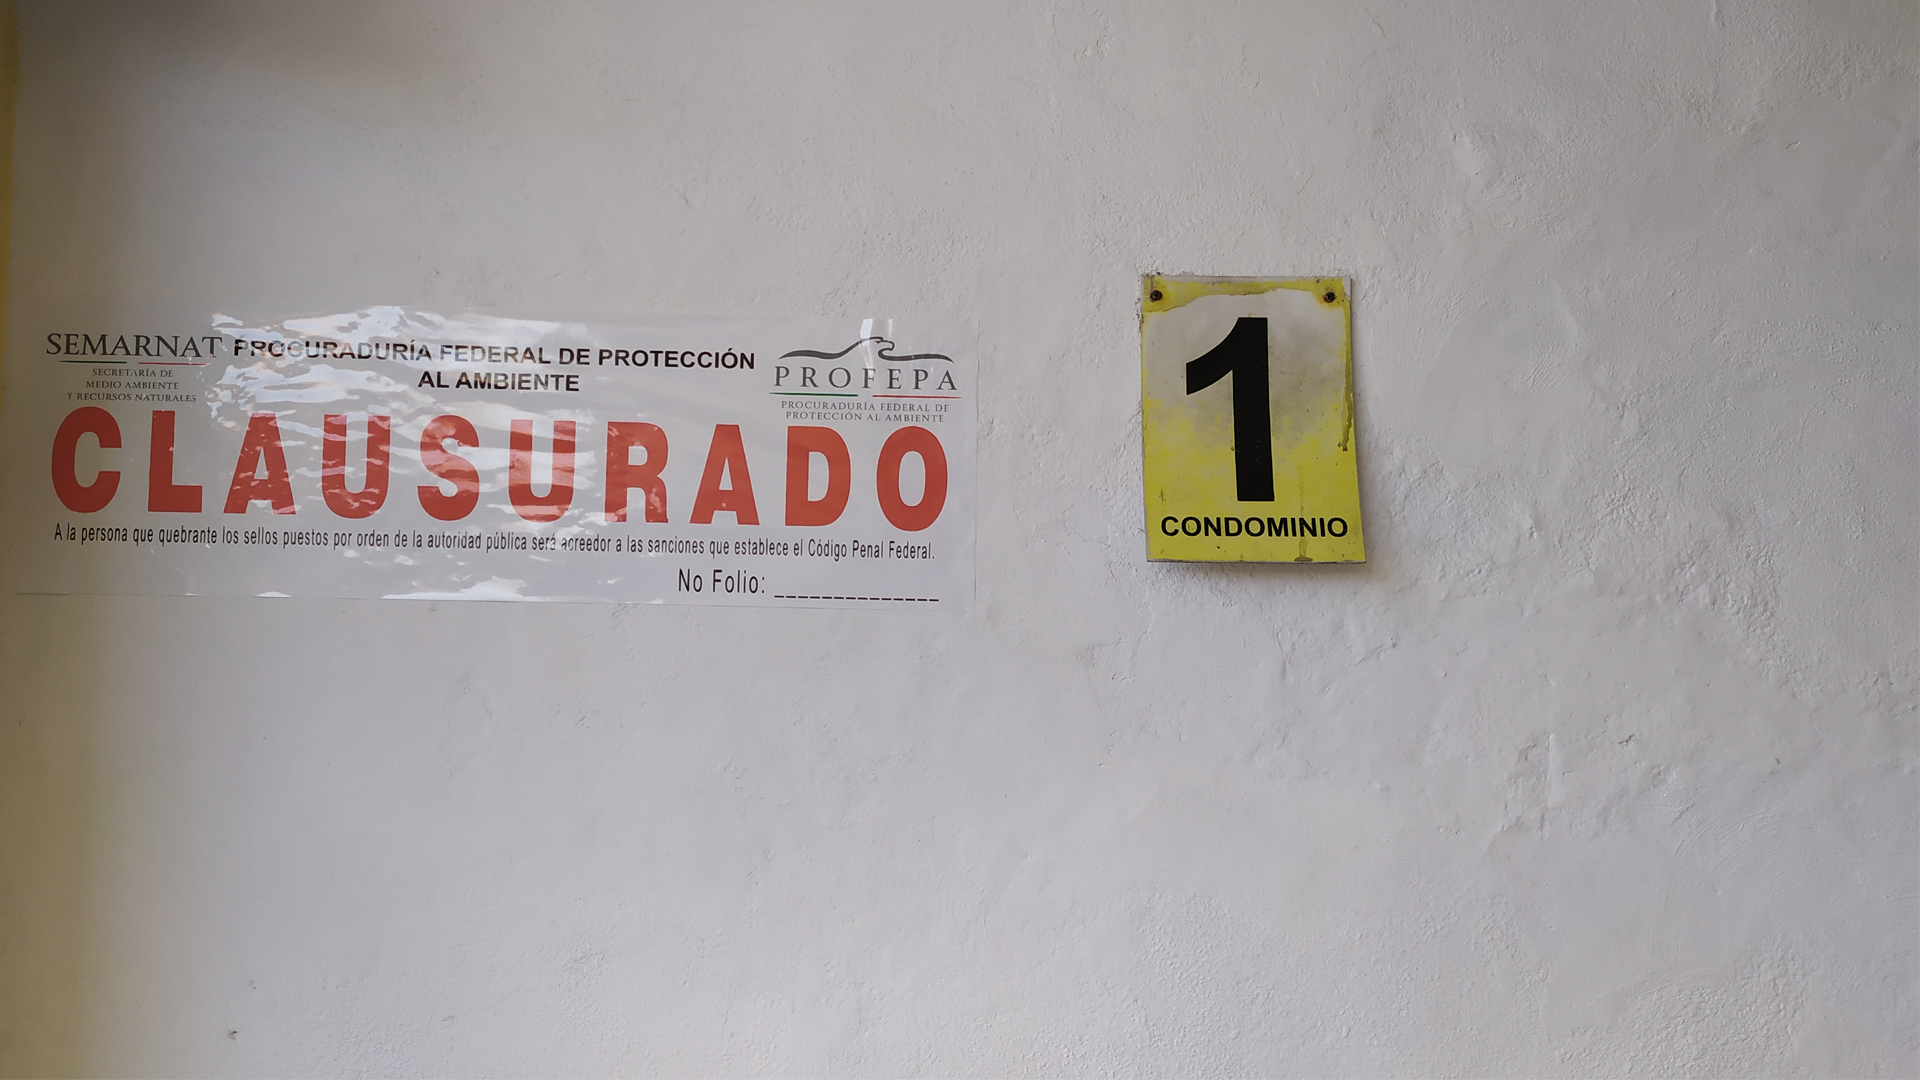 SEMARNAT
SECRETARÍA DE
MEDIO AMBIENTE
Y RECURSOS NATURALES
PROCURADURÍA FEDERAL DE PROTECCIÓN
AL AMBIENTE
PROFEPA
PROCURADURÍA FEDERAL DE
PROTECCIÓN AL AMBIENTE
CLAUSURADO
A la persona que quebrante los sellos puestos por orden de la autoridad pública será acreedor a las sanciones que establece el Código Penal Federal.
No Folio: ______________
1
CONDOMINIO